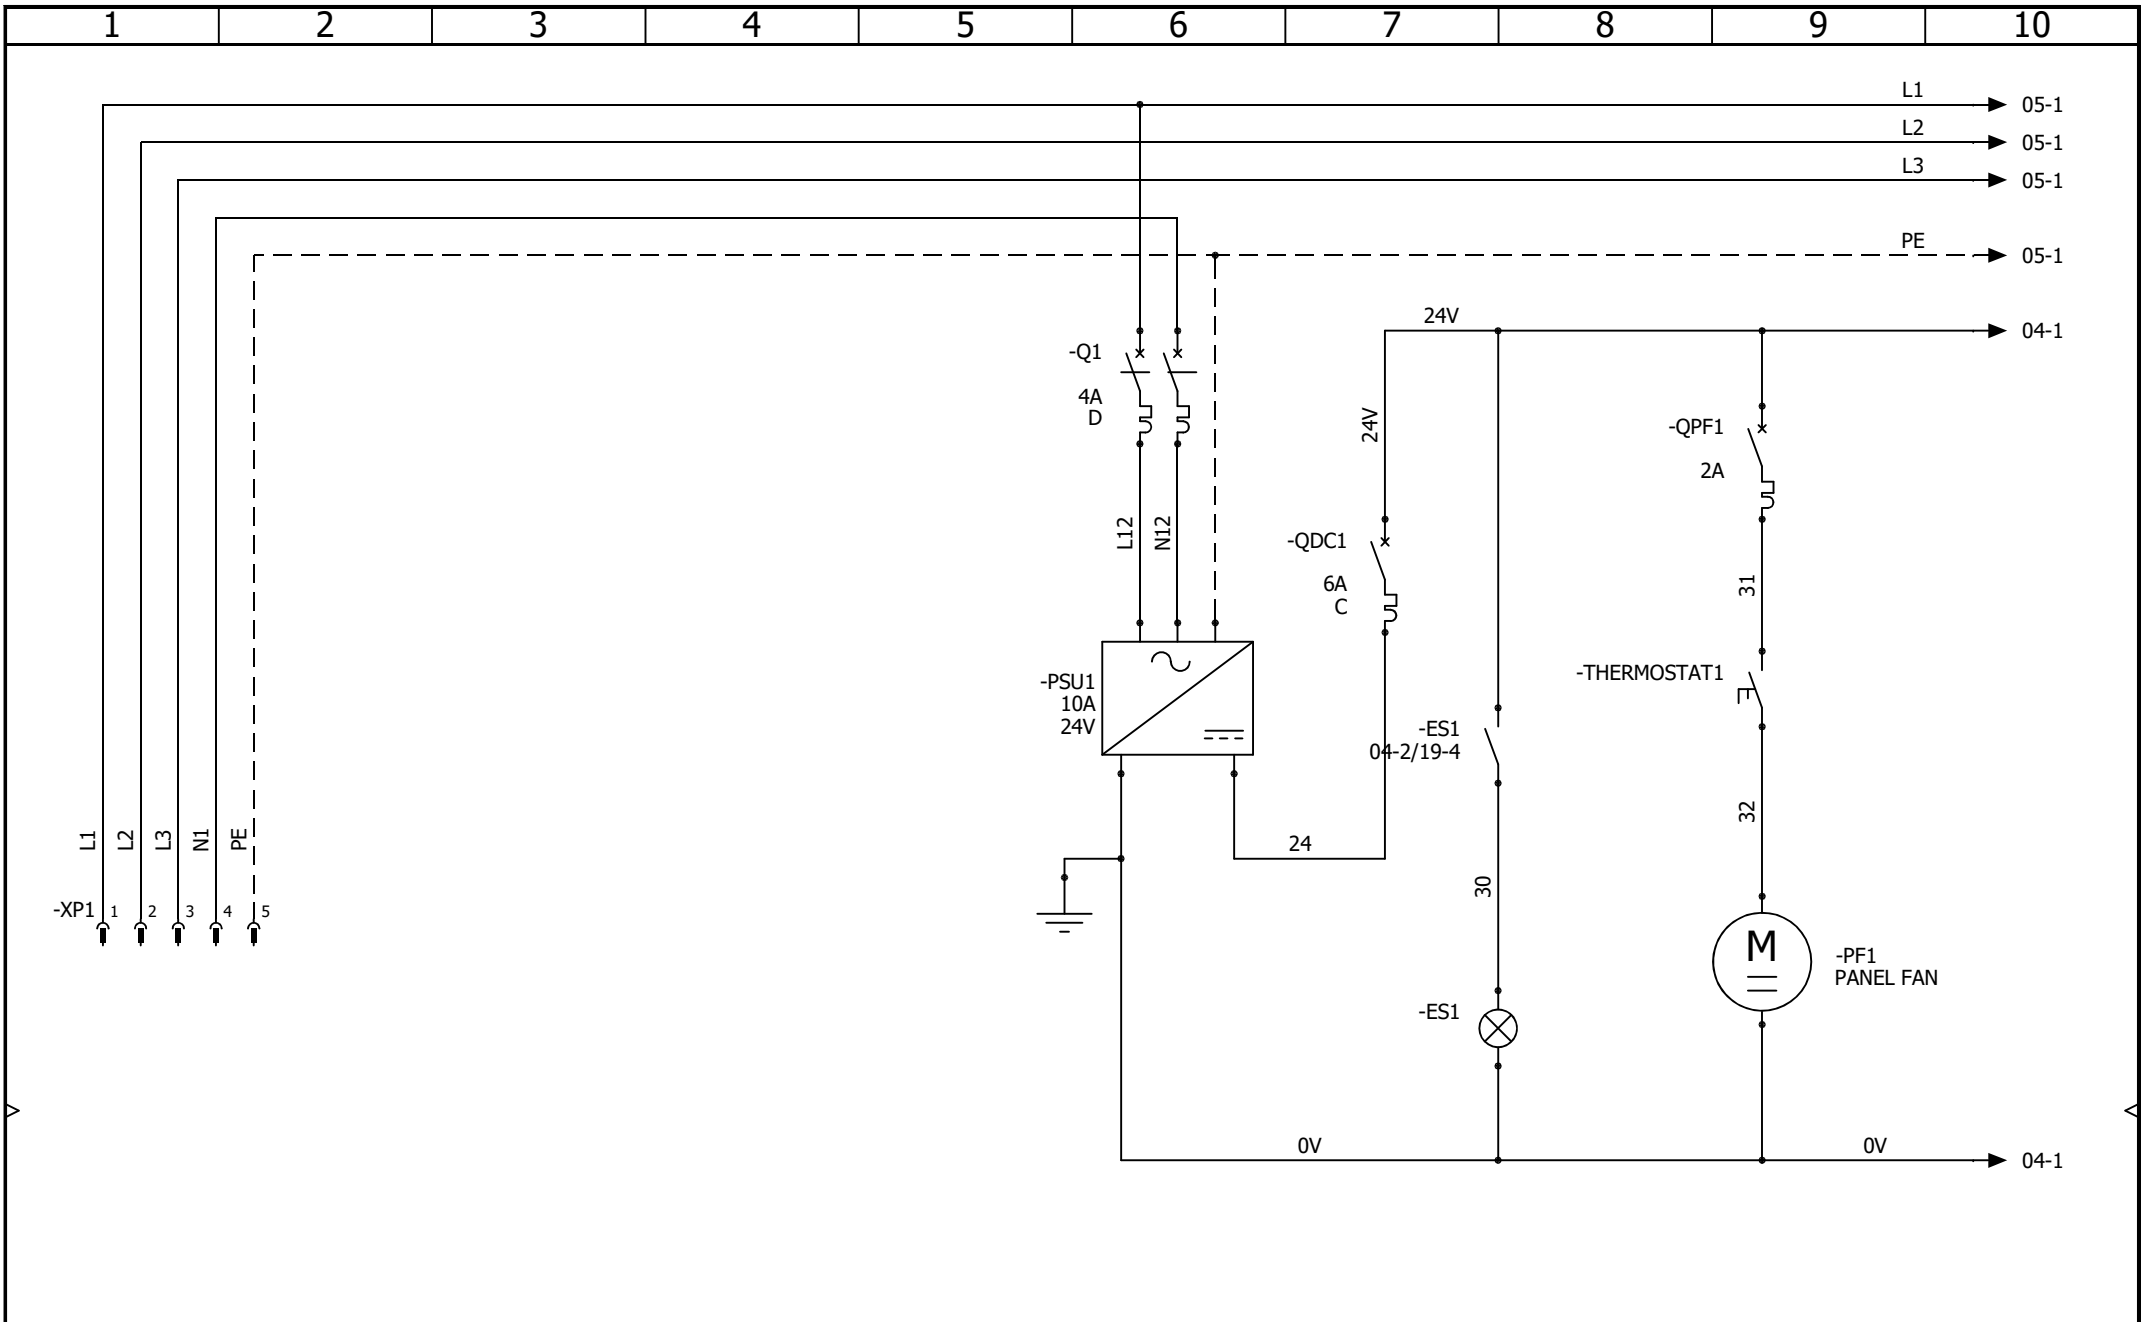 1 2 3 4 5 6 7 8 9 10
L1 05-1
L2 05-1
L3 05-1
PE 05-1
24V 04-1
-Q1
4A
D
24V
-QPF1
2A
L12 N12
-QDC1
6A
C
31
-THERMOSTAT1
-PSU1
10A
24V
-ES1
04-2/19-4
32
L1 L2 L3 N1 PE
24
30
-XP1 1 2 3 4 5
M
-PF1
PANEL FAN
-ES1
0V 0V 04-1